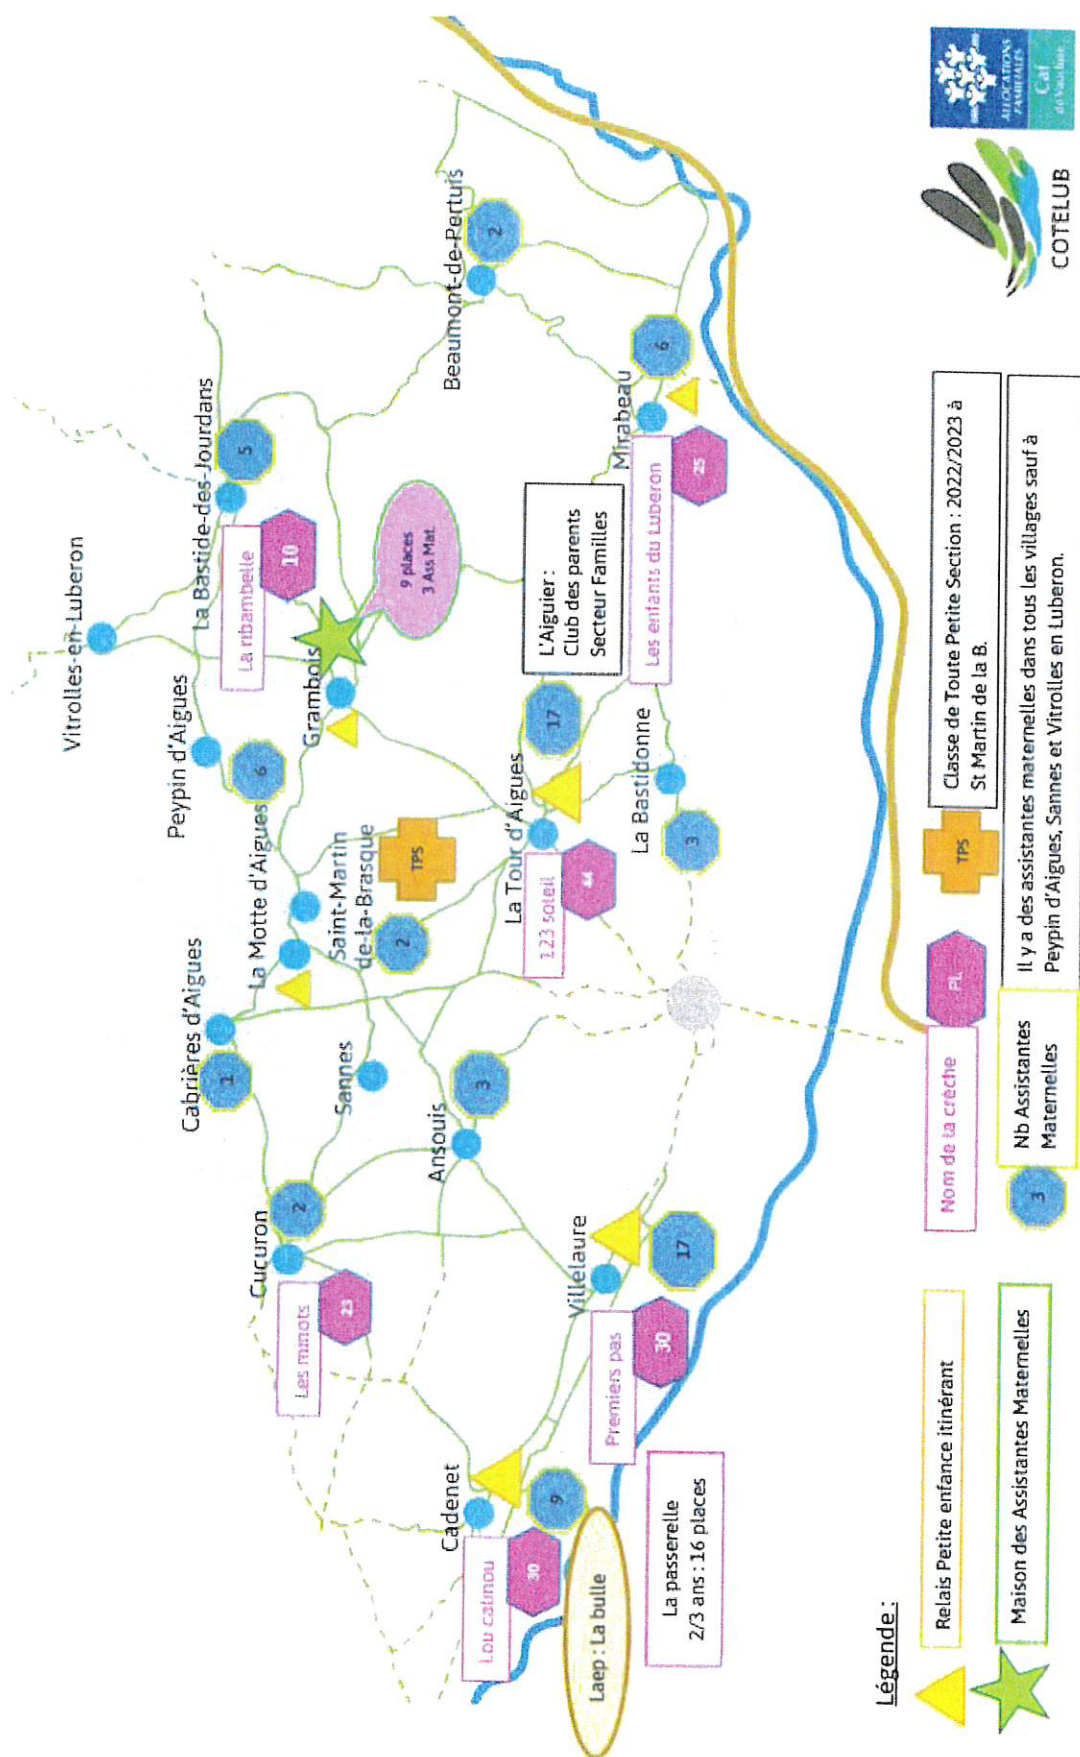 Vitrolles-en-Luberon
Peypin d'Aigues
La Bastide-des-Jourdans
5
La ribambelle
10
Beaumont-de-Pertuis
2
Cabrières d'Aigues
1
La Motte d'Aigues
6
Grambois
9 places
3 Ass Mat.
Saint-Martin
de-la-Brasque
2
TPS
Cucuron
2
Les minots
23
Sannes
Ansouis
3
La Tour d'Aigues
17
123 soleil
44
L'Aiguier :
Club des parents
Secteur Familles
Mirabeau
6
Les enfants du Luberon
25
La Bastidonne
3
Cadenet
9
Lou calinou
30
Villelaure
17
Premiers pas
30
Laep : La bulle
La passerelle
2/3 ans : 16 places
Légende :
Relais Petite enfance itinérant
Maison des Assistantes Maternelles
Nom de la crèche
PL
3
Nb Assistantes
Maternelles
TPS
Classe de Toute Petite Section : 2022/2023 à
St Martin de la B.
Il y a des assistantes maternelles dans tous les villages sauf à
Peypin d'Aigues, Sannes et Vitrolles en Luberon.
COTELUB
ALLOCATIONS
FAMILIALES
Caf
de Vaucluse